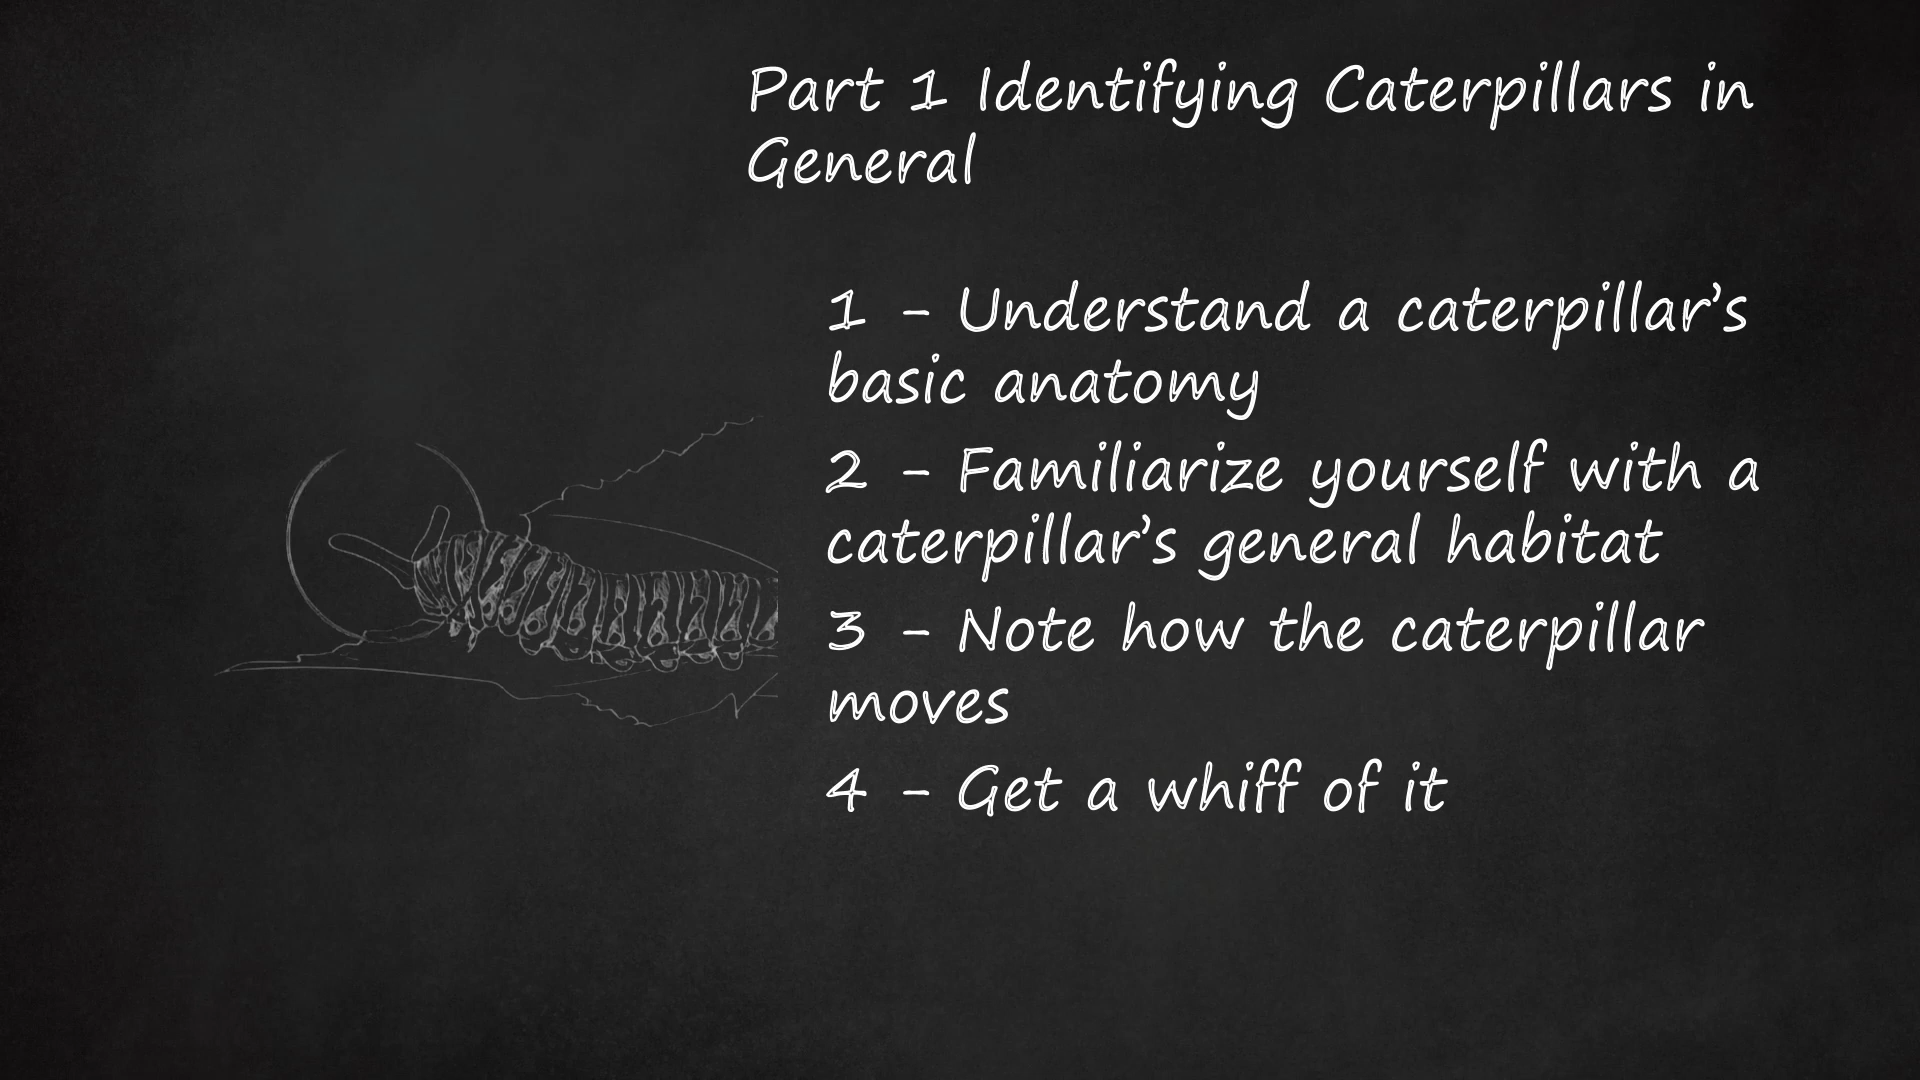 Part 1 Identifying Caterpillars in
General
1 - Understand a caterpillar’s
basic anatomy
2 - Familiarize yourself with a
caterpillar’s general habitat
3 - Note how the caterpillar
moves
4 - Get a whiff of it